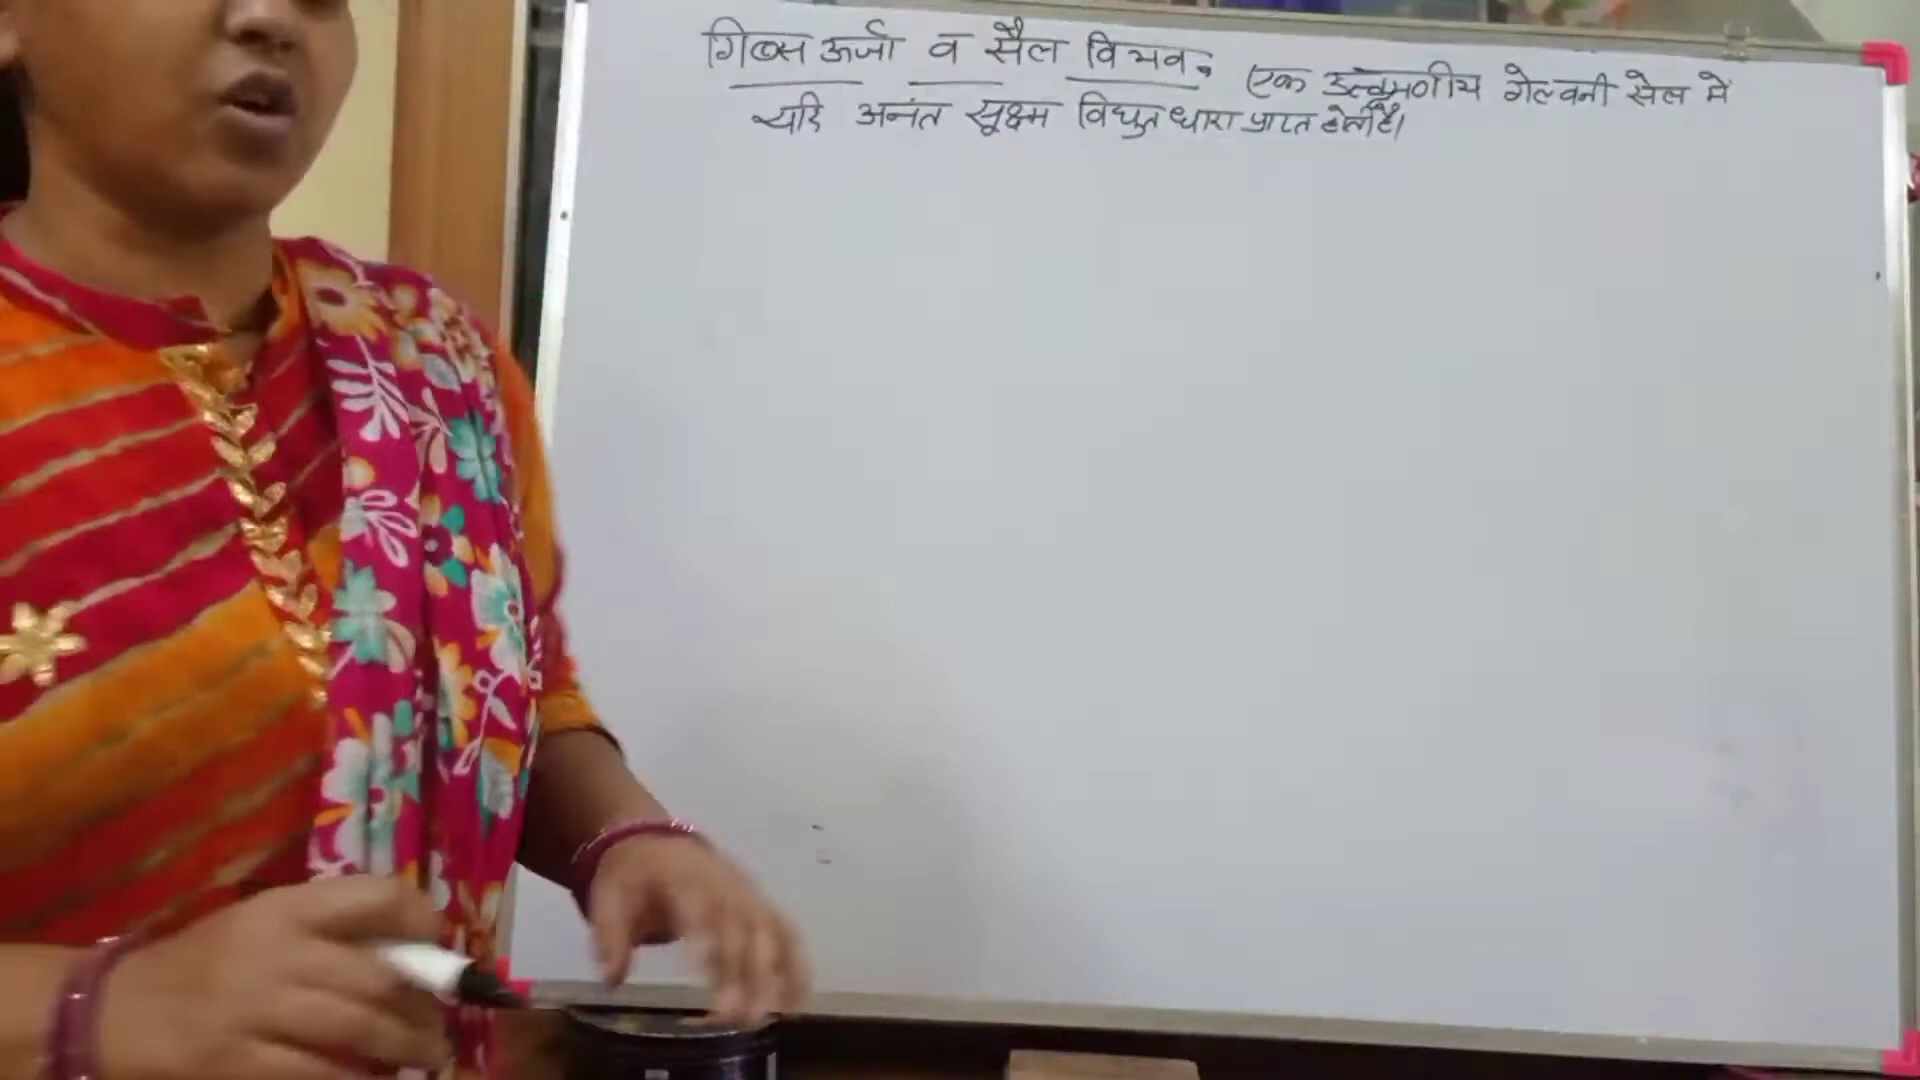 गिब्स ऊर्जा व सैल विभव: एक उत्क्रमणीय गेल्वनी सेल में
यदि अनंत सूक्ष्म विद्युत धारा प्राप्त होती है।